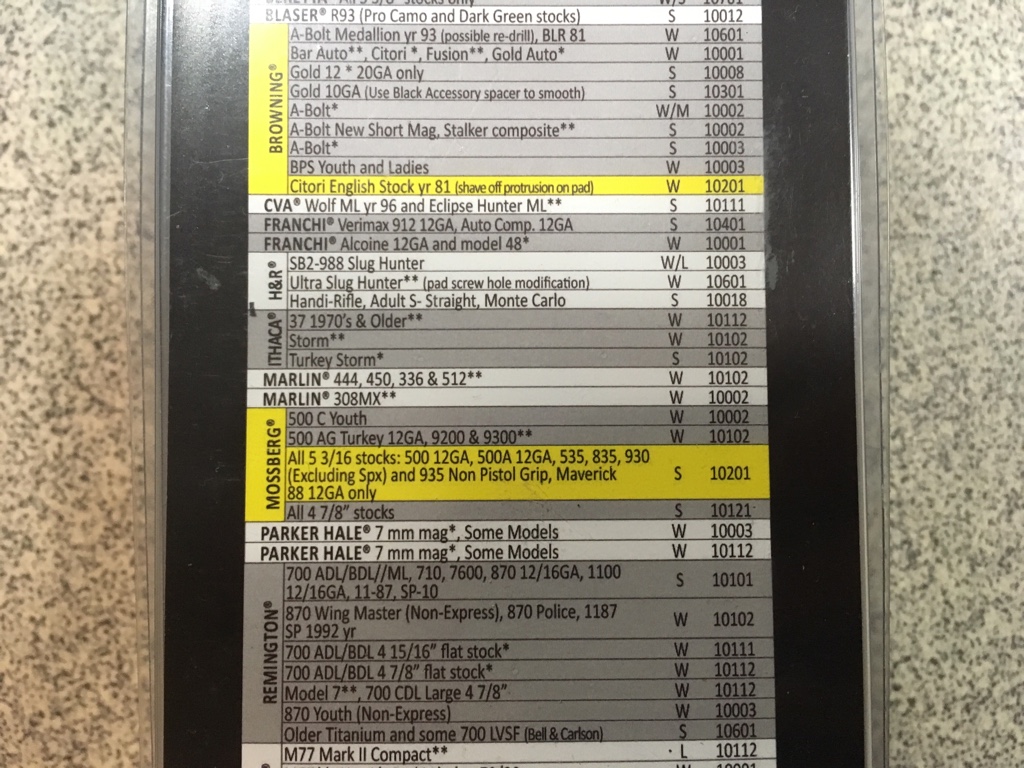 BLASER® R93 (Pro Camo and Dark Green stocks) S 10012
BROWNING®
A-Bolt Medallion yr 93 (possible re-drill), BLR 81 W 10601
Bar Auto**, Citori *, Fusion**, Gold Auto* W 10001
Gold 12 * 20GA only S 10008
Gold 10GA (Use Black Accessory spacer to smooth) S 10301
A-Bolt* W/M 10002
A-Bolt New Short Mag, Stalker composite** S 10002
A-Bolt* S 10003
BPS Youth and Ladies W 10003
Citori English Stock yr 81 (shave off protrusion on pad) W 10201
CVA® Wolf ML yr 96 and Eclipse Hunter ML** S 10111
FRANCHI® Verimax 912 12GA, Auto Comp. 12GA S 10401
FRANCHI® Alcoine 12GA and model 48* W 10001
H&R®
SB2-988 Slug Hunter W/L 10003
Ultra Slug Hunter** (pad screw hole modification) W 10601
Handi-Rifle, Adult S- Straight, Monte Carlo S 10018
ITHACA®
37 1970's & Older** W 10112
Storm** W 10102
Turkey Storm* S 10102
MARLIN® 444, 450, 336 & 512** W 10102
MARLIN® 308MX** W 10002
MOSSBERG®
500 C Youth W 10002
500 AG Turkey 12GA, 9200 & 9300** W 10102
All 5 3/16 stocks: 500 12GA, 500A 12GA, 535, 835, 930
(Excluding Spx) and 935 Non Pistol Grip, Maverick S 10201
88 12GA only
All 4 7/8" stocks S 10121
PARKER HALE® 7 mm mag*, Some Models W 10003
PARKER HALE® 7 mm mag*, Some Models W 10112
REMINGTON®
700 ADL/BDL//ML, 710, 7600, 870 12/16GA, 1100 S 10101
12/16GA, 11-87, SP-10
870 Wing Master (Non-Express), 870 Police, 1187 W 10102
SP 1992 yr
700 ADL/BDL 4 15/16" flat stock* W 10111
700 ADL/BDL 4 7/8" flat stock* W 10112
Model 7**, 700 CDL Large 4 7/8" W 10112
870 Youth (Non-Express) W 10003
Older Titanium and some 700 LVSF (Bell & Carlson) S 10601
M77 Mark II Compact** L 10112